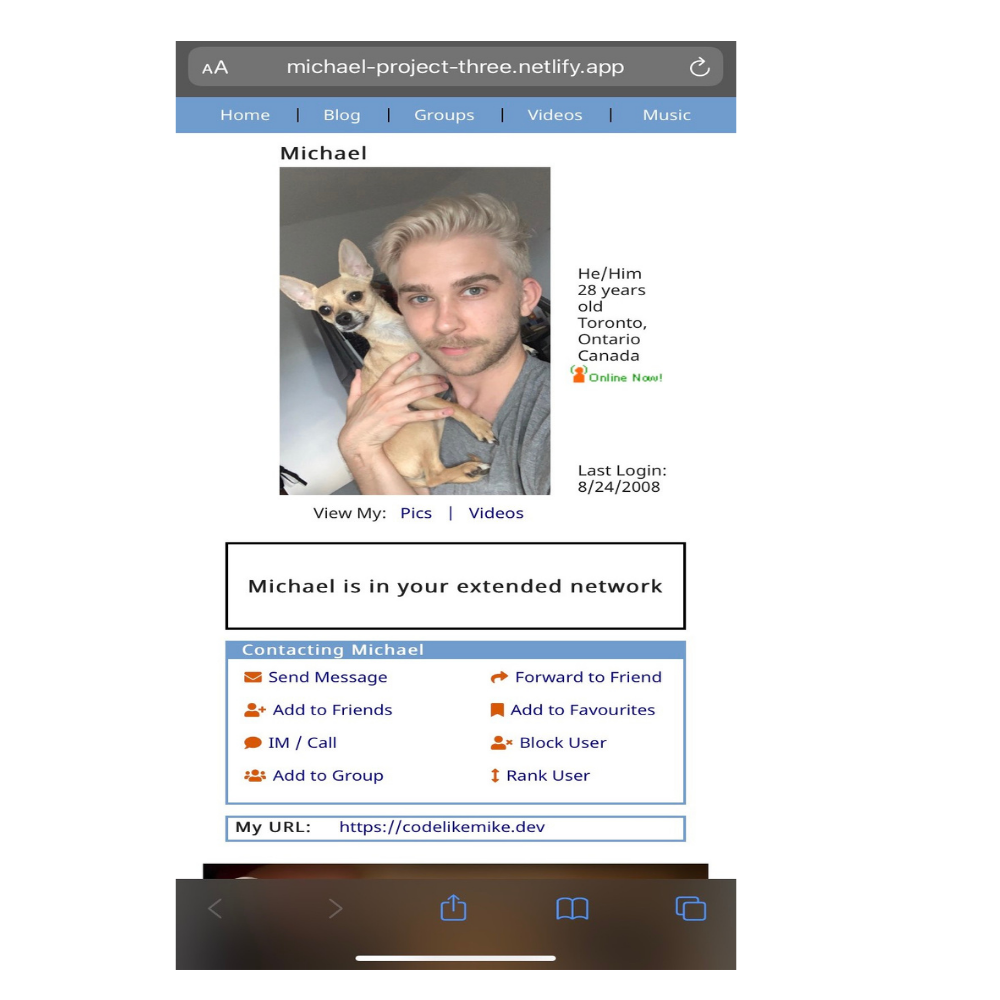 AA michael-project-three.netlify.app
Home | Blog | Groups | Videos | Music
Michael
He/Him
28 years
old
Toronto,
Ontario
Canada
Online Now!
Last Login:
8/24/2008
View My: Pics | Videos
Michael is in your extended network
Contacting Michael
Send Message Forward to Friend
Add to Friends Add to Favourites
IM / Call Block User
Add to Group Rank User
My URL: https://codelikemike.dev